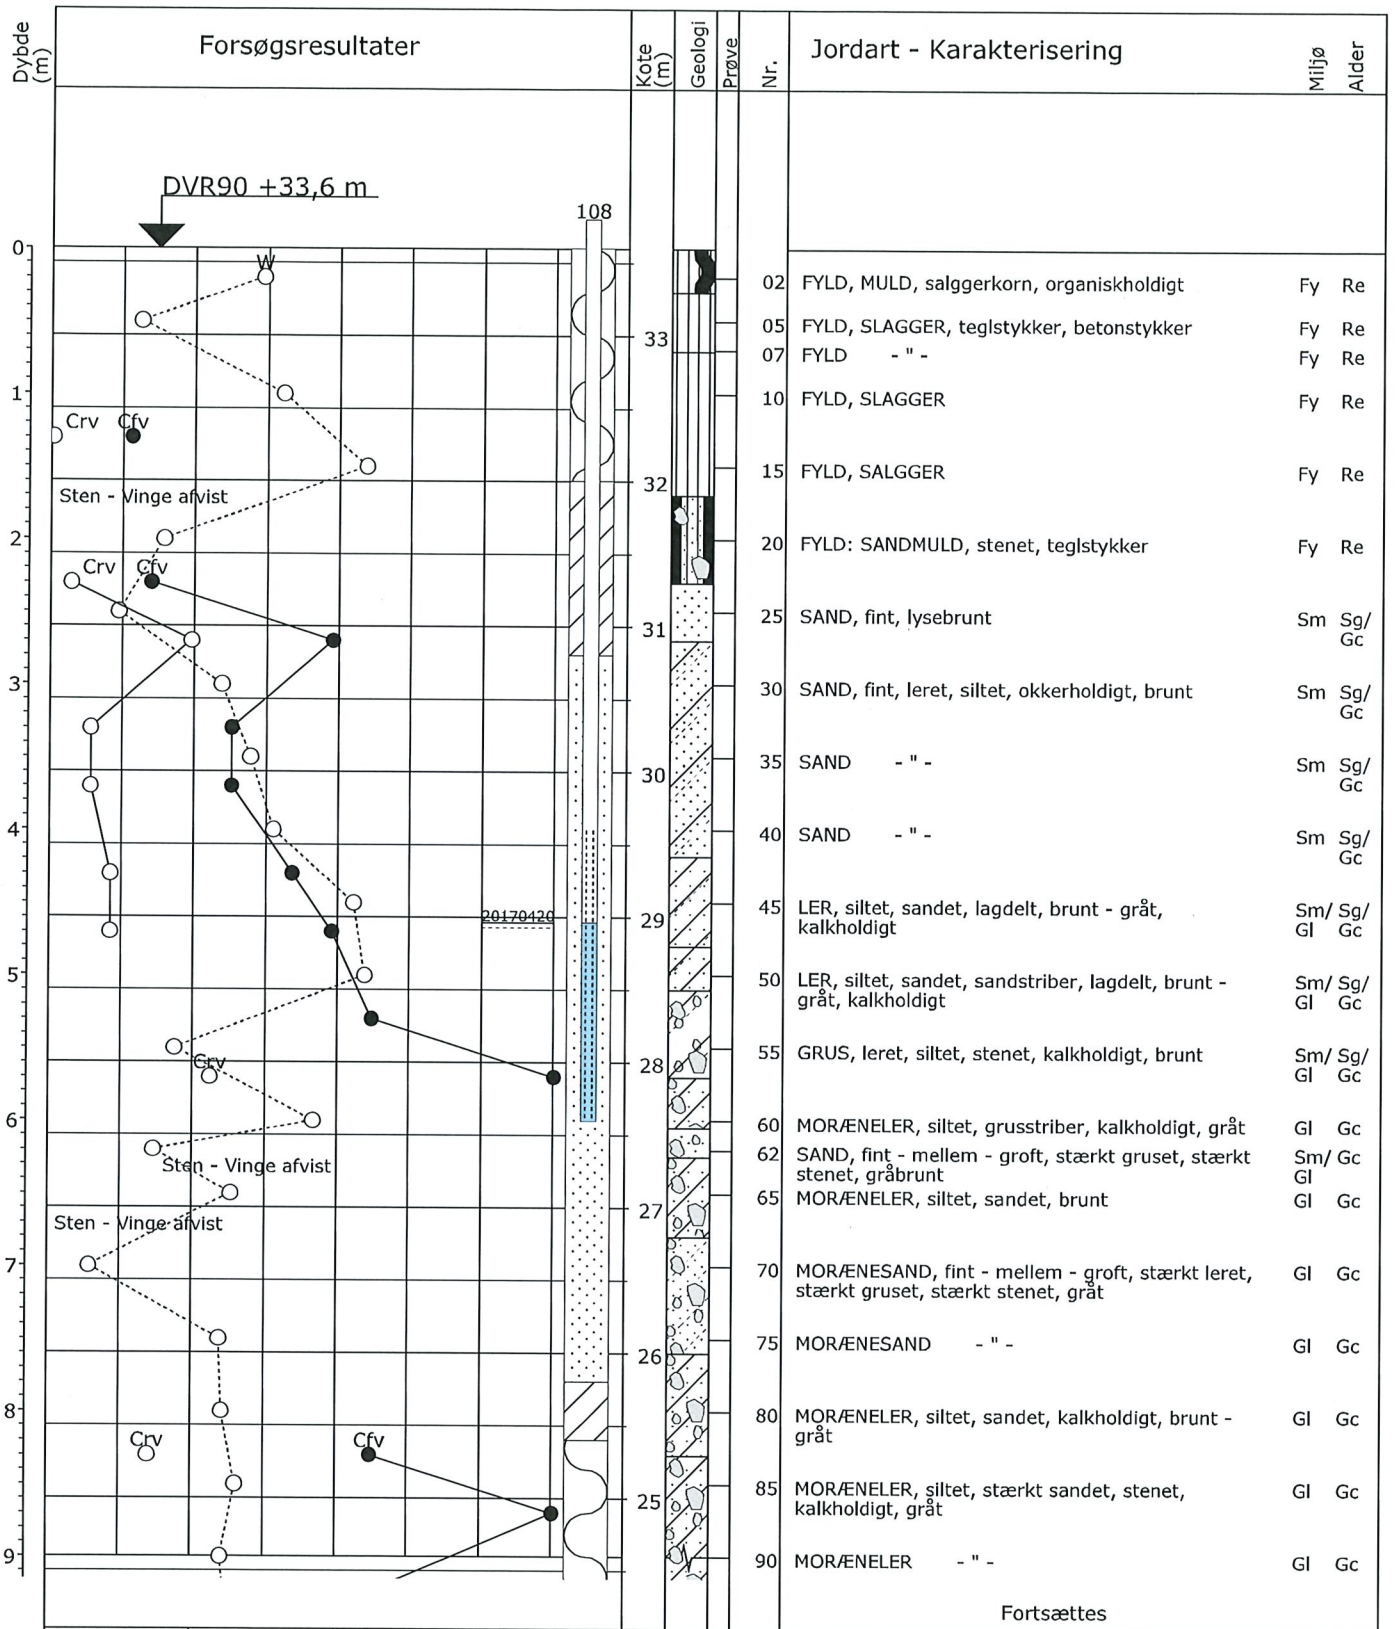 Dybde (m)
Forsøgsresultater
Kote (m)
Geologi
Prøve
Nr.
Jordart - Karakterisering
Miljø
Alder
DVR90 +33,6 m
108
0
W
02 FYLD, MULD, salggerkorn, organiskholdigt Fy Re
05 FYLD, SLAGGER, teglstykker, betonstykker Fy Re
33
07 FYLD - " - Fy Re
1
10 FYLD, SLAGGER Fy Re
Crv Cfv
15 FYLD, SALGGER Fy Re
32
Sten - Vinge afvist
2
20 FYLD: SANDMULD, stenet, teglstykker Fy Re
Crv Cfv
25 SAND, fint, lysebrunt Sm Sg/
Gc
31
3
30 SAND, fint, leret, siltet, okkerholdigt, brunt Sm Sg/
Gc
35 SAND - " - Sm Sg/
Gc
30
4
40 SAND - " - Sm Sg/
Gc
45 LER, siltet, sandet, lagdelt, brunt - gråt, Sm/ Sg/
kalkholdigt Gl Gc
20170420
29
5
50 LER, siltet, sandet, sandstriber, lagdelt, brunt - Sm/ Sg/
gråt, kalkholdigt Gl Gc
55 GRUS, leret, siltet, stenet, kalkholdigt, brunt Sm/ Sg/
Gl Gc
Crv
28
6
60 MORÆNELER, siltet, grusstriber, kalkholdigt, gråt Gl Gc
62 SAND, fint - mellem - groft, stærkt gruset, stærkt Sm/ Gc
stenet, gråbrunt Gl
Sten - Vinge afvist
65 MORÆNELER, siltet, sandet, brunt Gl Gc
27
Sten - Vinge afvist
7
70 MORÆNESAND, fint - mellem - groft, stærkt leret, Gl Gc
stærkt gruset, stærkt stenet, gråt
75 MORÆNESAND - " - Gl Gc
26
8
80 MORÆNELER, siltet, sandet, kalkholdigt, brunt - Gl Gc
gråt
Crv Cfv
85 MORÆNELER, siltet, stærkt sandet, stenet, Gl Gc
kalkholdigt, gråt
25
9
90 MORÆNELER - " - Gl Gc
Fortsættes